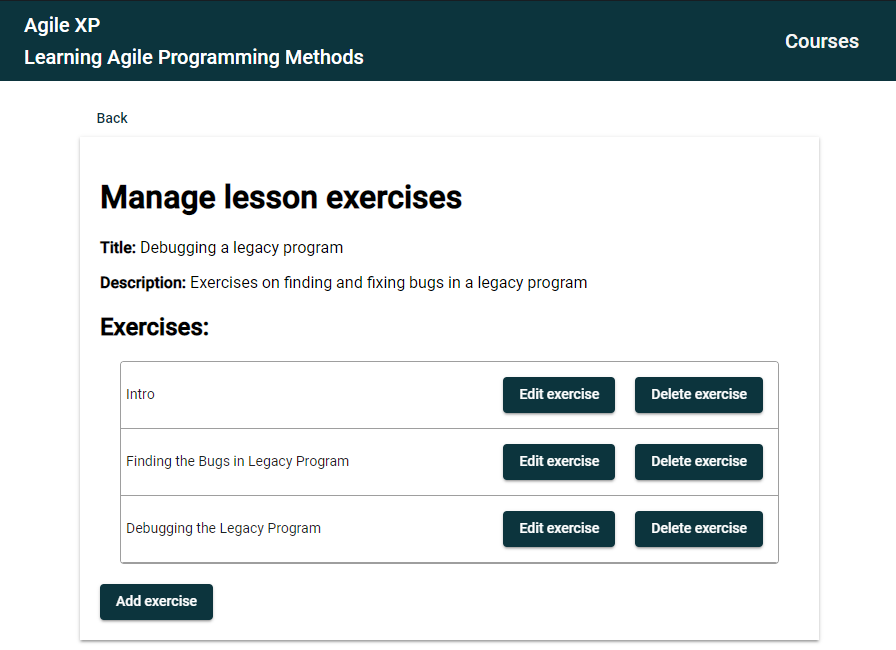 Agile XP
Learning Agile Programming Methods
Courses
Back
Manage lesson exercises
Title: Debugging a legacy program
Description: Exercises on finding and fixing bugs in a legacy program
Exercises:
Intro Edit exercise Delete exercise
Finding the Bugs in Legacy Program Edit exercise Delete exercise
Debugging the Legacy Program Edit exercise Delete exercise
Add exercise